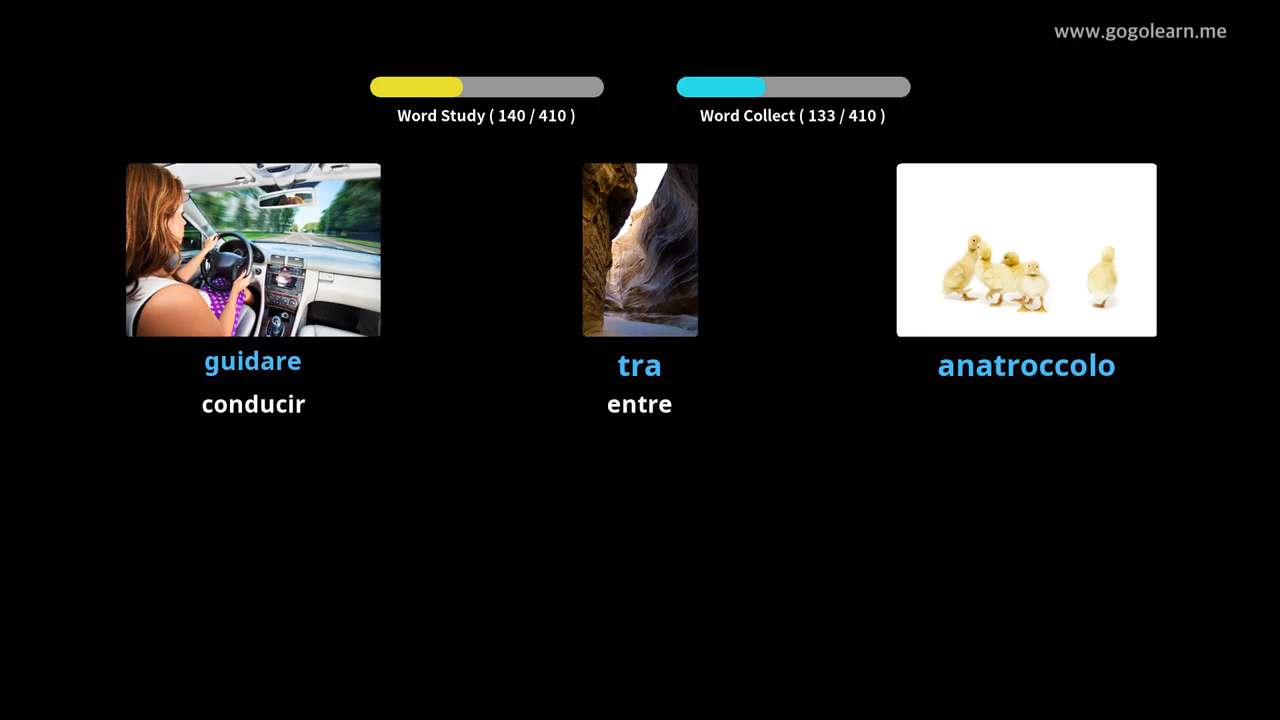 www.gogolearn.me
Word Study ( 140 / 410 )
Word Collect ( 133 / 410 )
guidare
conducir
tra
entre
anatroccolo